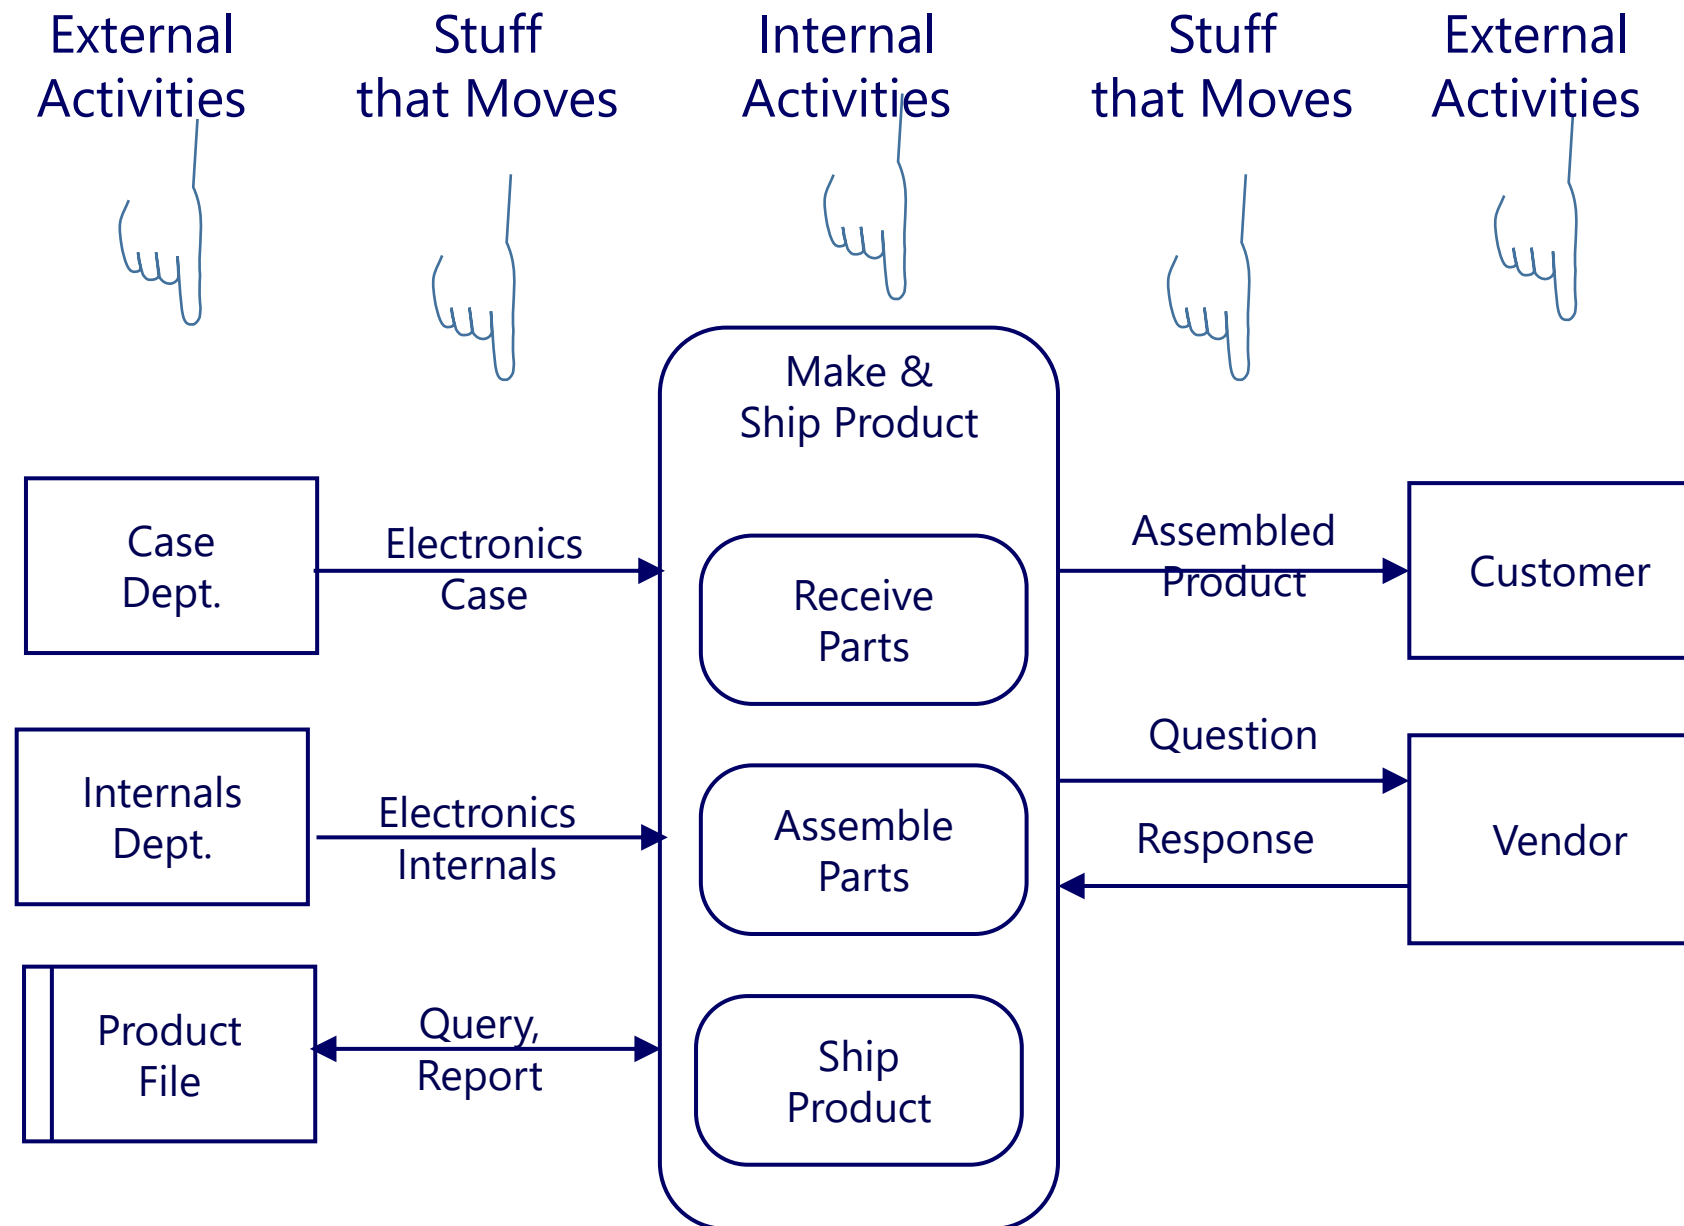 External
Activities
Stuff
that Moves
Internal
Activities
Stuff
that Moves
External
Activities
Make &
Ship Product
Case
Dept.
Electronics
Case
Receive
Parts
Assembled
Product
Customer
Internals
Dept.
Electronics
Internals
Assemble
Parts
Question
Response
Vendor
Product
File
Query,
Report
Ship
Product